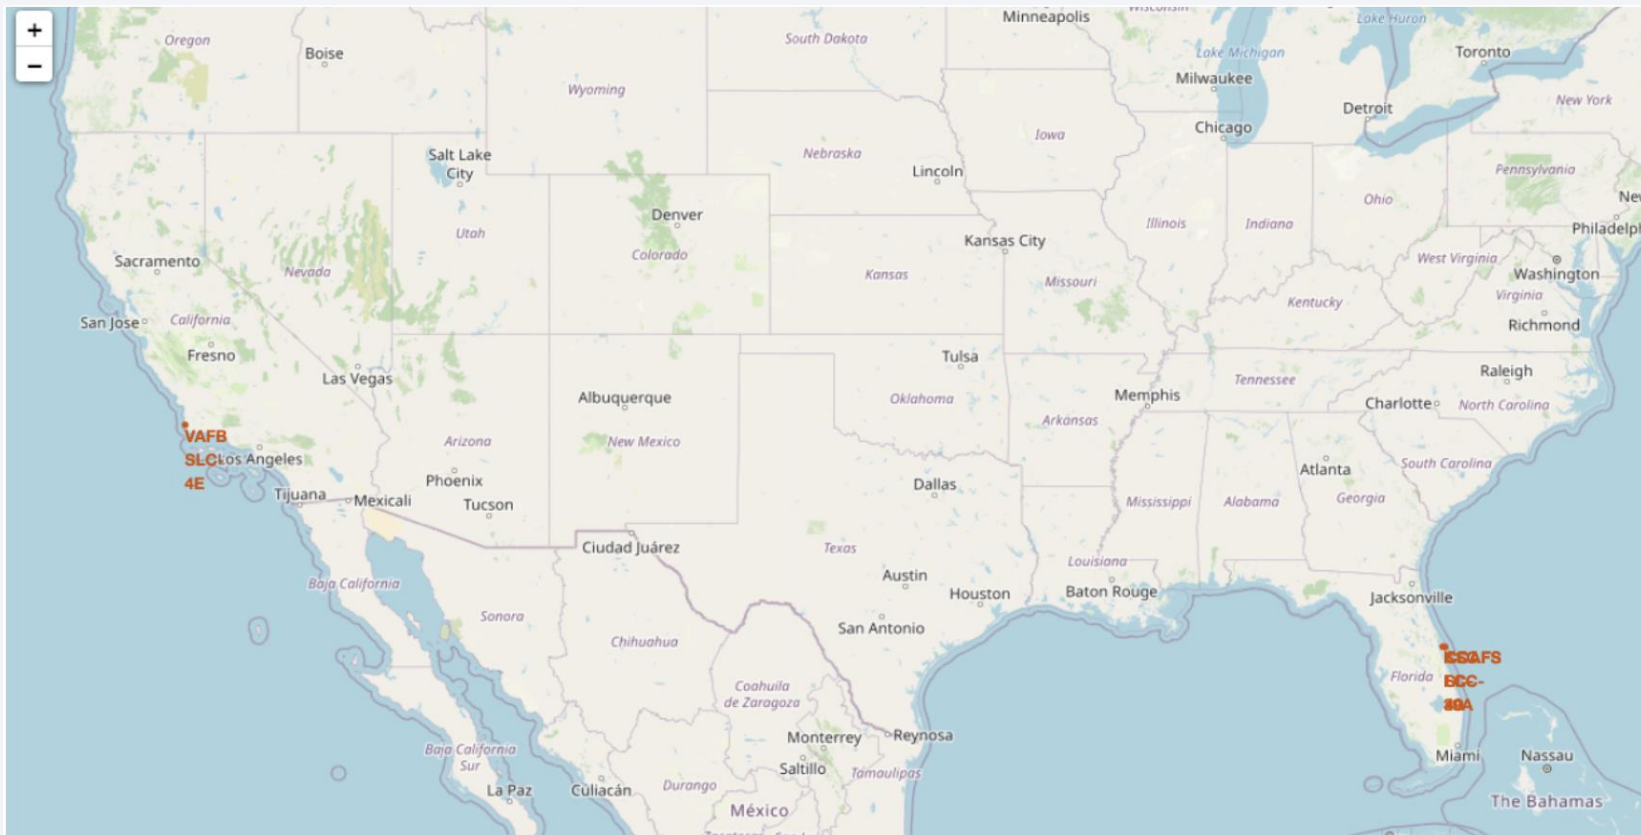 +
−
Oregon
Boise
Wyoming
South Dakota
Minneapolis
Wisconsin
Lake Huron
Lake Michigan
Toronto
Milwaukee
Detroit
New York
Chicago
Iowa
Nebraska
Lincoln
Salt Lake
City
Pennsylvania
Ohio
Denver
Utah
Colorado
Nevada
Sacramento
Kansas City
Kansas
Missouri
Illinois
Indiana
Philadelph
West Virginia
Washington
Virginia
Kentucky
Richmond
San Jose
California
Fresno
Las Vegas
Tulsa
Albuquerque
Oklahoma
Memphis
Tennessee
Raleigh
Charlotte
North Carolina
Arkansas
VAFB
SLC-
4E
Los Angeles
Arizona
New Mexico
Phoenix
Tucson
Tijuana
Mexicali
Dallas
Atlanta
South Carolina
Mississippi
Alabama
Georgia
Ciudad Juárez
Texas
Louisiana
Baja California
Austin
Houston
Baton Rouge
Jacksonville
Sonora
Chihuahua
San Antonio
Florida
Coahuila
de Zaragoza
Monterrey
Reynosa
Saltillo
Tamaulipas
Baja California
Sur
La Paz
Culiacán
Durango
México
Miami
Nassau
The Bahamas